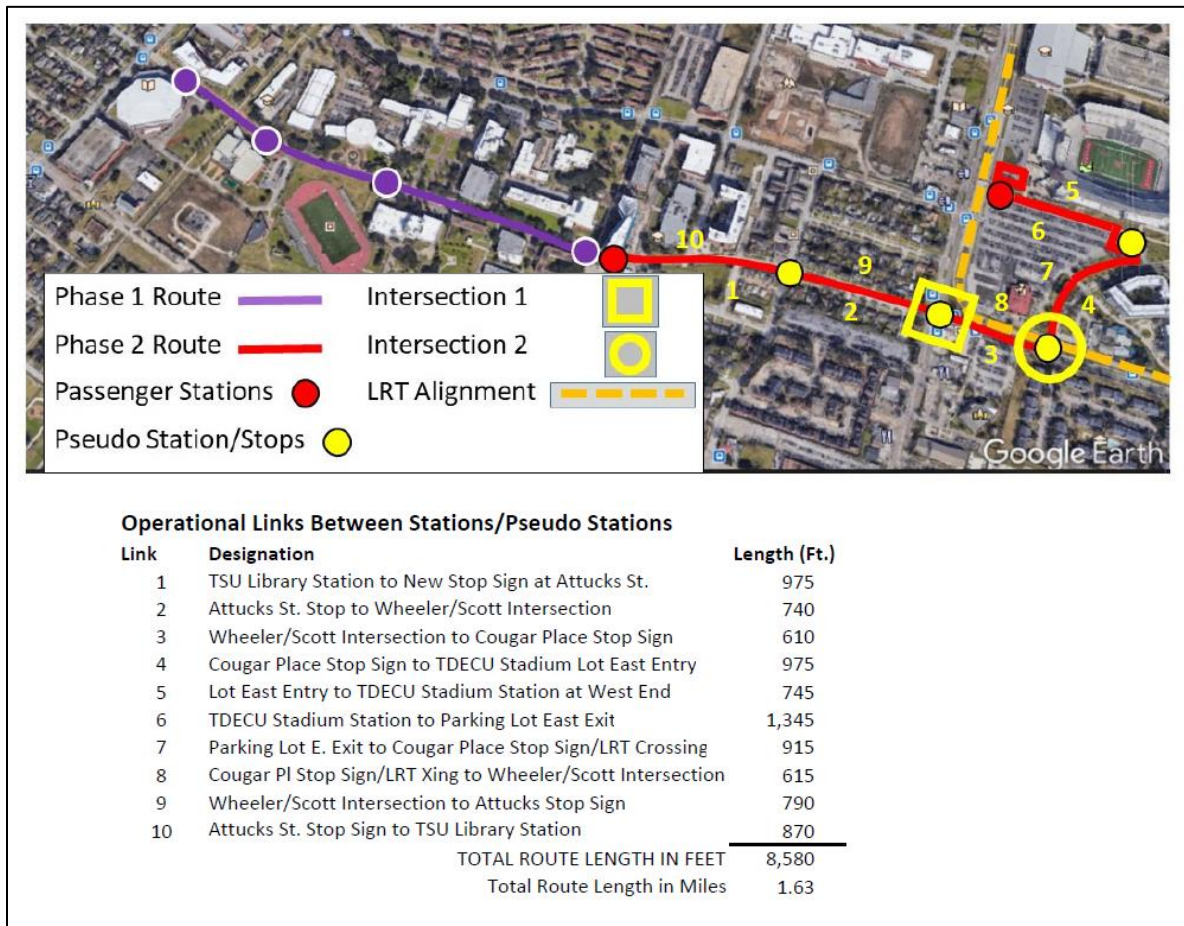 10
9
1
2
8
3
5
6
7
4
Phase 1 Route Intersection 1
Phase 2 Route Intersection 2
Passenger Stations LRT Alignment
Pseudo Station/Stops
Google Earth
Operational Links Between Stations/Pseudo Stations
Link Designation Length (Ft.)
1 TSU Library Station to New Stop Sign at Attucks St. 975
2 Attucks St. Stop to Wheeler/Scott Intersection 740
3 Wheeler/Scott Intersection to Cougar Place Stop Sign 610
4 Cougar Place Stop Sign to TDECU Stadium Lot East Entry 975
5 Lot East Entry to TDECU Stadium Station at West End 745
6 TDECU Stadium Station to Parking Lot East Exit 1,345
7 Parking Lot E. Exit to Cougar Place Stop Sign/LRT Crossing 915
8 Cougar Pl Stop Sign/LRT Xing to Wheeler/Scott Intersection 615
9 Wheeler/Scott Intersection to Attucks Stop Sign 790
10 Attucks St. Stop Sign to TSU Library Station 870
TOTAL ROUTE LENGTH IN FEET 8,580
Total Route Length in Miles 1.63